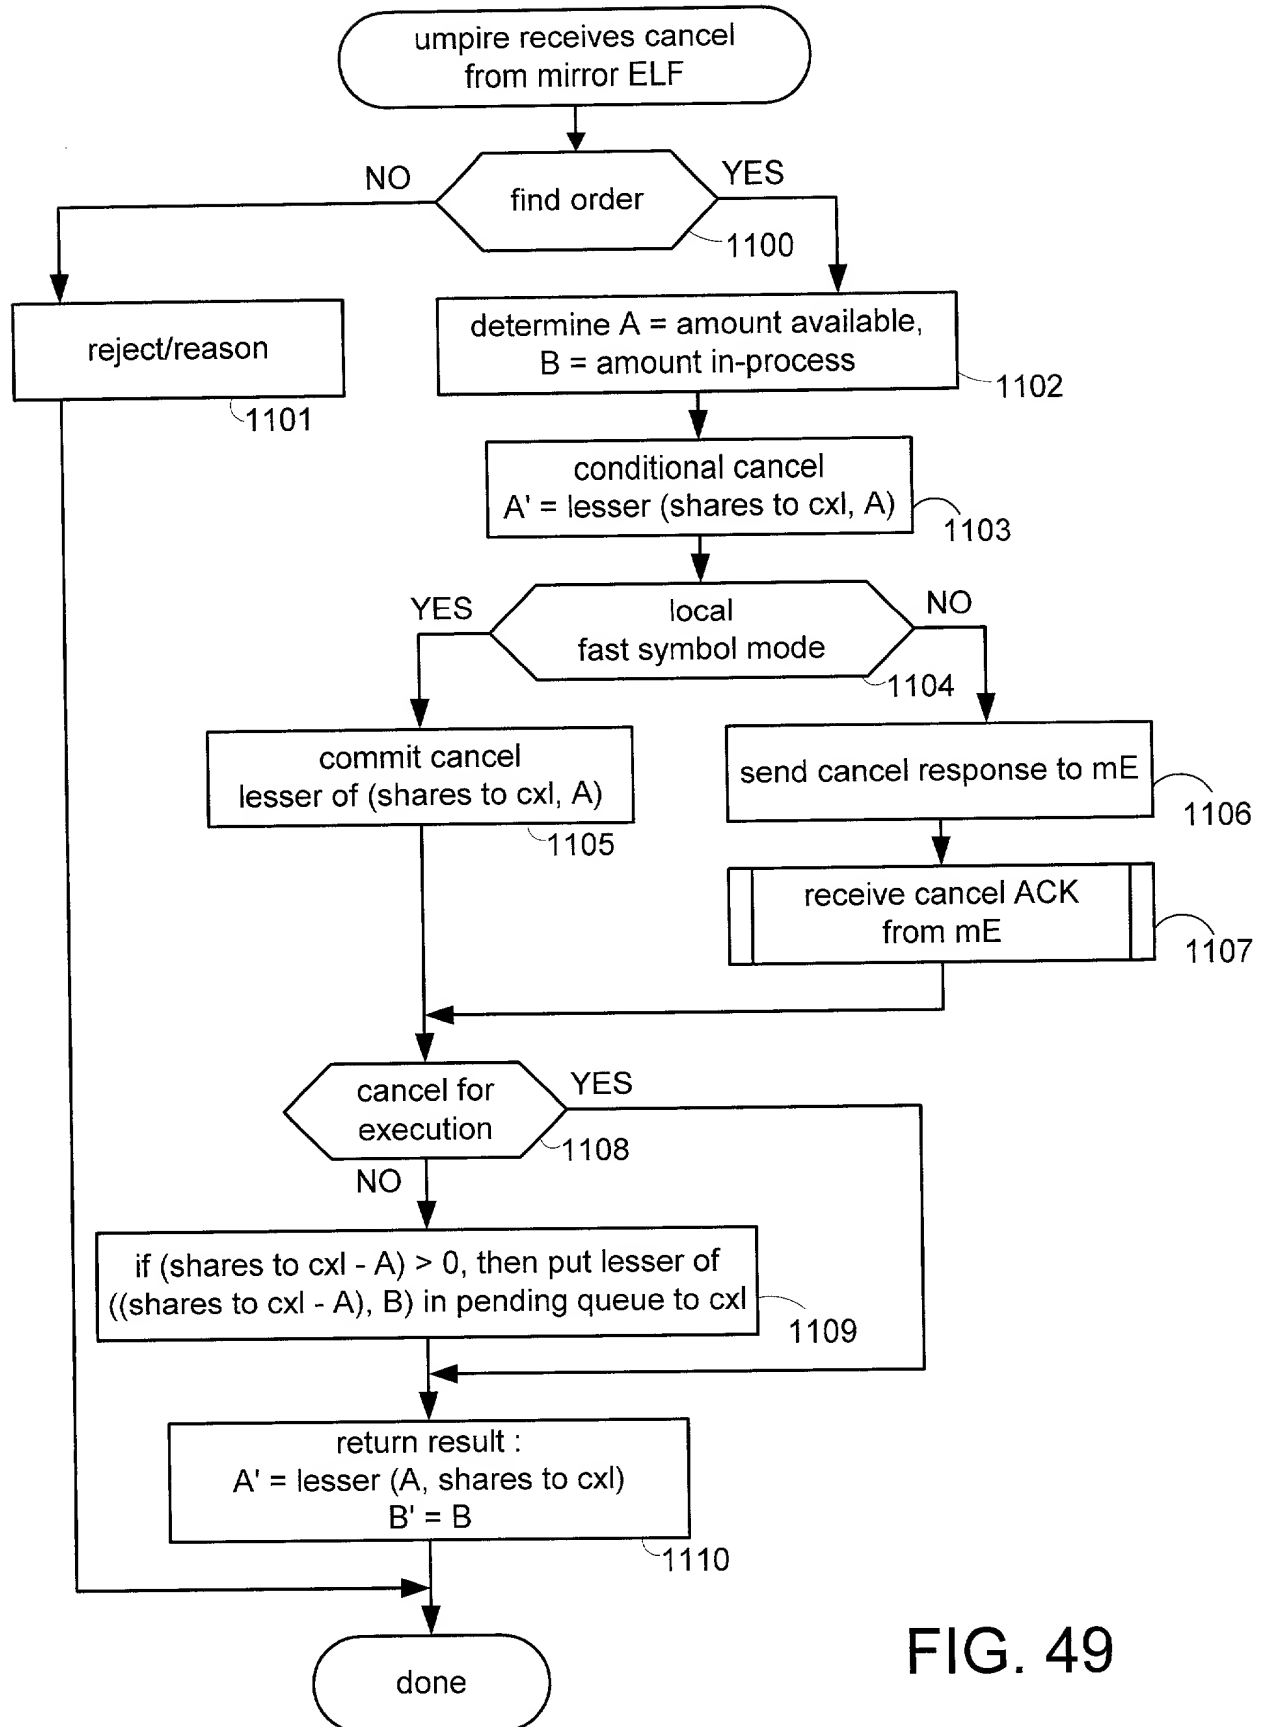 umpire receives cancel
from mirror ELF
NO
YES
find order
1100
reject/reason
1101
determine A = amount available,
B = amount in-process
1102
conditional cancel
A' = lesser (shares to cxl, A)
1103
YES
NO
local
fast symbol mode
1104
commit cancel
lesser of (shares to cxl, A)
1105
send cancel response to mE
1106
receive cancel ACK
from mE
1107
cancel for
execution
YES
1108
NO
if (shares to cxl - A) > 0, then put lesser of
((shares to cxl - A), B) in pending queue to cxl
1109
return result :
A' = lesser (A, shares to cxl)
B' = B
1110
done
FIG. 49